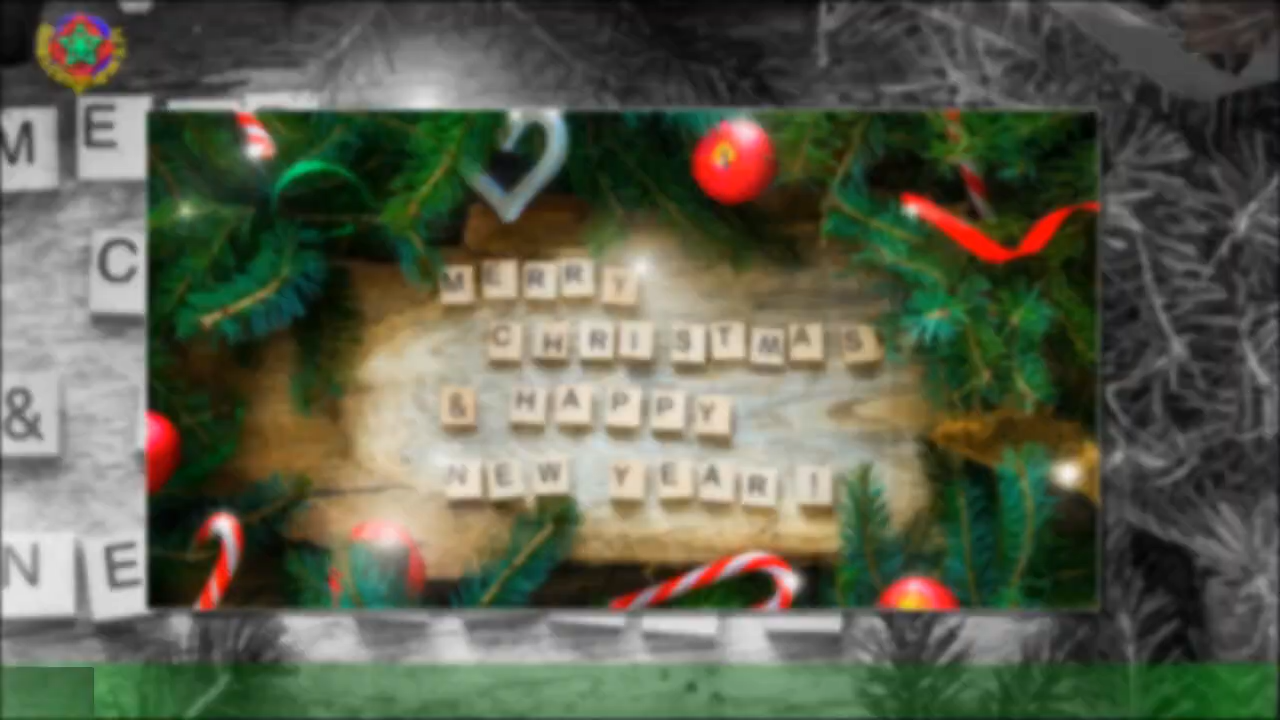 M E
C
&
N E
MERRY
CHRISTMAS
& HAPPY
NEW YEAR!